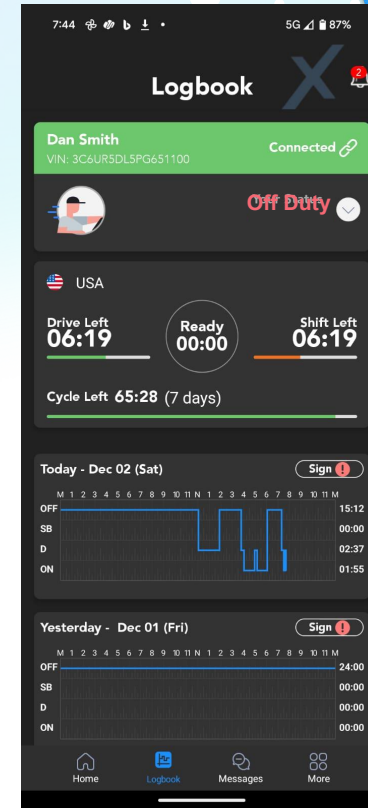 7:44 5G 87%
Logbook
2
Dan Smith
VIN: 3C6UR5DL5PG651100
Connected
Your Status
Off Duty
USA
Drive Left
06:19
Ready
00:00
Shift Left
06:19
Cycle Left 65:28 (7 days)
Today - Dec 02 (Sat)
Sign !
M 1 2 3 4 5 6 7 8 9 10 11 N 1 2 3 4 5 6 7 8 9 10 11 M
OFF 15:12
SB 00:00
D 02:37
ON 01:55
Yesterday - Dec 01 (Fri)
Sign !
M 1 2 3 4 5 6 7 8 9 10 11 N 1 2 3 4 5 6 7 8 9 10 11 M
OFF 24:00
SB 00:00
D 00:00
ON 00:00
Home
Logbook
Messages
More